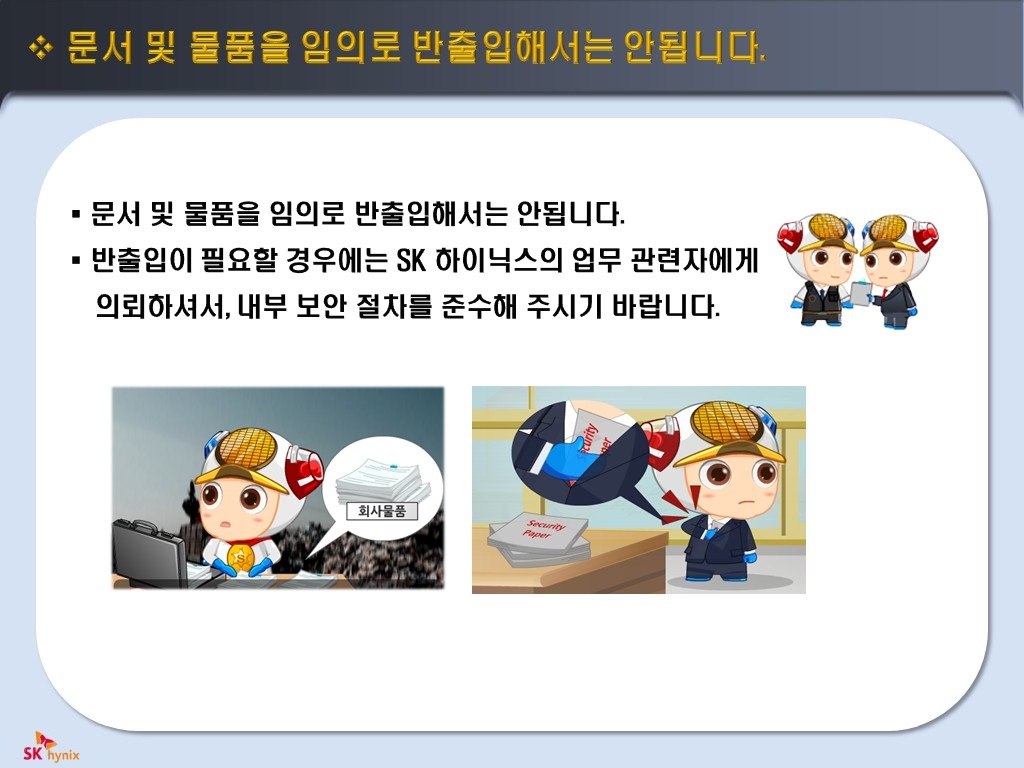 ❖ 문서 및 물품을 임의로 반출입해서는 안됩니다.
▪ 문서 및 물품을 임의로 반출입해서는 안됩니다.
▪ 반출입이 필요할 경우에는 SK 하이닉스의 업무 관련자에게
의뢰하셔서, 내부 보안 절차를 준수해 주시기 바랍니다.
회사물품
curity
per
Security
Paper
SK hynix